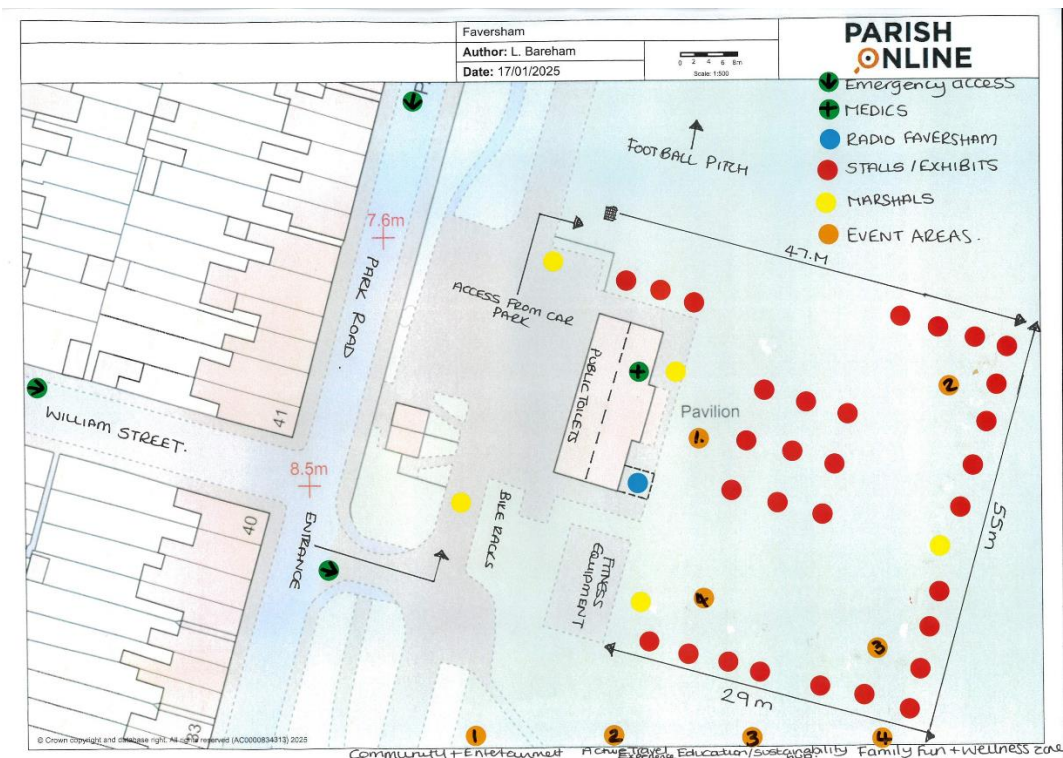 Faversham
Author: L. Bareham
Date: 17/01/2025
0 2 4 6 8m
Scale: 1:500
PARISH
ONLINE
Emergency access
MEDICS
RADIO FAVERSHAM
STALLS / EXHIBITS
MARSHALS
EVENT AREAS.
FOOTBALL PITCH
47.M
7.6m
PARK ROAD
ACCESS FROM CAR
PARK
PUBLIC TOILETS
Pavilion
1.
2
41
WILLIAM STREET.
8.5m
40
ENTRANCE
BIKE RACKS
FITNESS
EQUIPMENT
55m
4
3
29m
33
© Crown copyright and database right. All rights reserved (AC0000834313) 2025
1
2
3
4.
Community + Entertainment
Active Travel
Education/Sustainability
Family Fun + Wellness zone